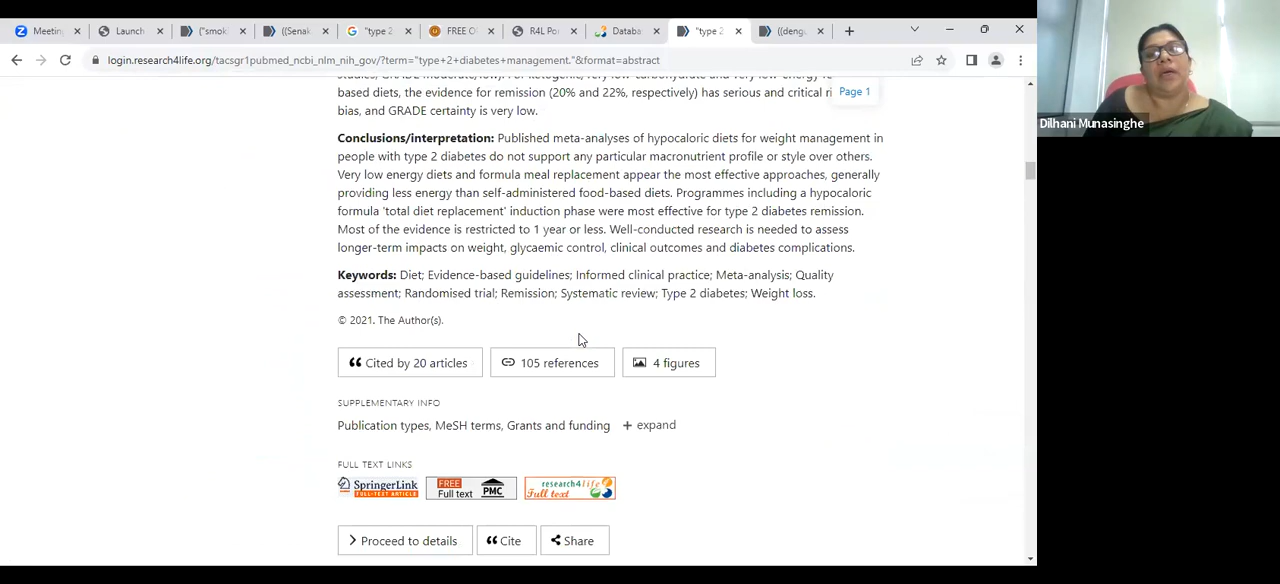 Meetin
Launch
("smok
((Senak
"type 2
FREE O
R4L Por
Databa
"type 2
((dengu
login.research4life.org/tacsgr1pubmed_ncbi_nlm_nih_gov/?term="type+2+diabetes+management."&format=abstract
based diets, the evidence for remission (20% and 22%, respectively) has serious and critical ri
bias, and GRADE certainty is very low.
Page 1
Dilhani Munasinghe
Conclusions/interpretation: Published meta-analyses of hypocaloric diets for weight management in
people with type 2 diabetes do not support any particular macronutrient profile or style over others.
Very low energy diets and formula meal replacement appear the most effective approaches, generally
providing less energy than self-administered food-based diets. Programmes including a hypocaloric
formula 'total diet replacement' induction phase were most effective for type 2 diabetes remission.
Most of the evidence is restricted to 1 year or less. Well-conducted research is needed to assess
longer-term impacts on weight, glycaemic control, clinical outcomes and diabetes complications.
Keywords: Diet; Evidence-based guidelines; Informed clinical practice; Meta-analysis; Quality
assessment; Randomised trial; Remission; Systematic review; Type 2 diabetes; Weight loss.
© 2021. The Author(s).
Cited by 20 articles
105 references
4 figures
SUPPLEMENTARY INFO
Publication types, MeSH terms, Grants and funding + expand
FULL TEXT LINKS
SpringerLink
FULL-TEXT ARTICLE
FREE
Full text PMC
research4life
Full text
Proceed to details
Cite
Share